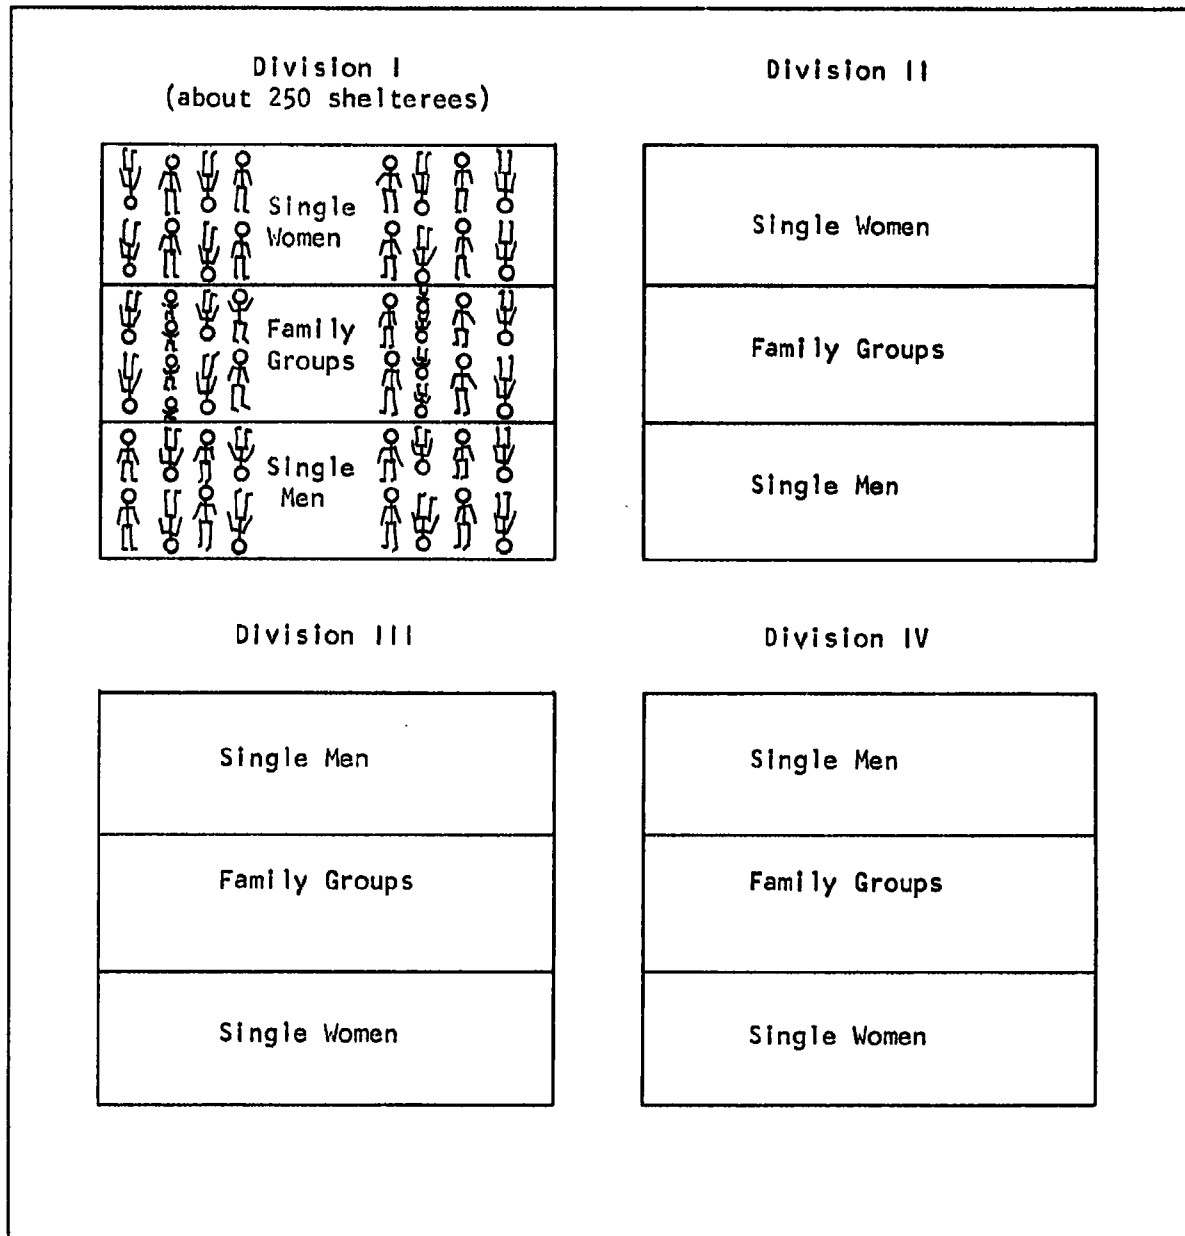 Division I
(about 250 shelterees)
Single
Women
Family
Groups
Single
Men
Division II
Single Women
Family Groups
Single Men
Division III
Single Men
Family Groups
Single Women
Division IV
Single Men
Family Groups
Single Women